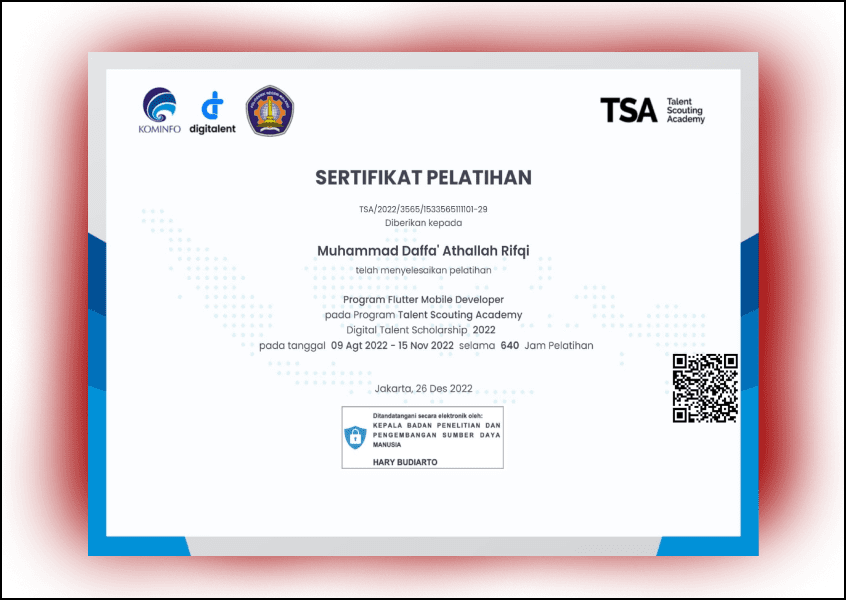 KOMINFO
digitalent
TSA Talent
Scouting
Academy
SERTIFIKAT PELATIHAN
TSA/2022/3565/1533565111101-29
Diberikan kepada
Muhammad Daffa' Athallah Rifqi
telah menyelesaikan pelatihan
Program Flutter Mobile Developer
pada Program Talent Scouting Academy
Digital Talent Scholarship 2022
pada tanggal 09 Agt 2022 - 15 Nov 2022 selama 640 Jam Pelatihan
Jakarta, 26 Des 2022
Ditandatangani secara elektronik oleh:
KEPALA BADAN PENELITIAN DAN
PENGEMBANGAN SUMBER DAYA
MANUSIA
HARY BUDIARTO